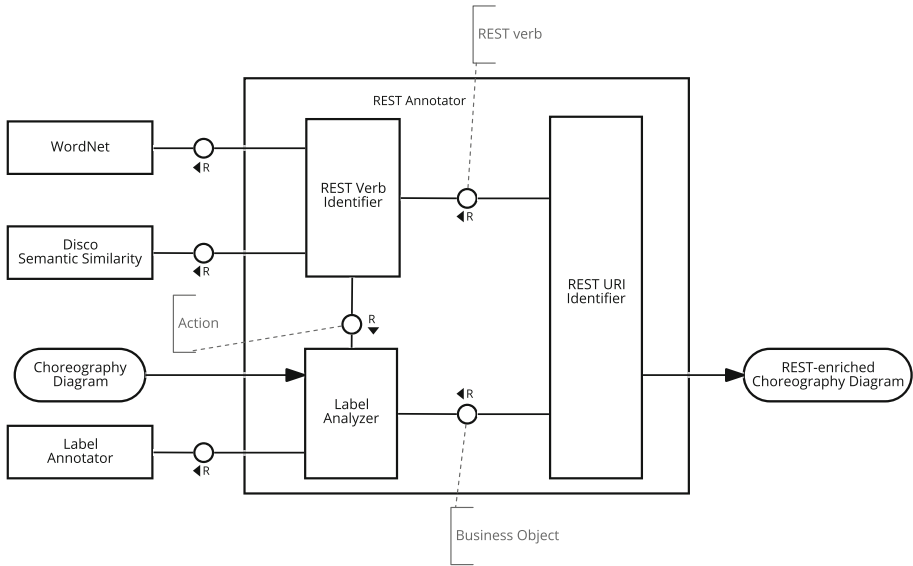 REST verb
REST Annotator
WordNet
R
REST Verb
Identifier
R
Disco
Semantic Similarity
R
REST URI
Identifier
Action
R
Choreography
Diagram
REST-enriched
Choreography Diagram
Label
Analyzer
R
Label
Annotator
R
Business Object